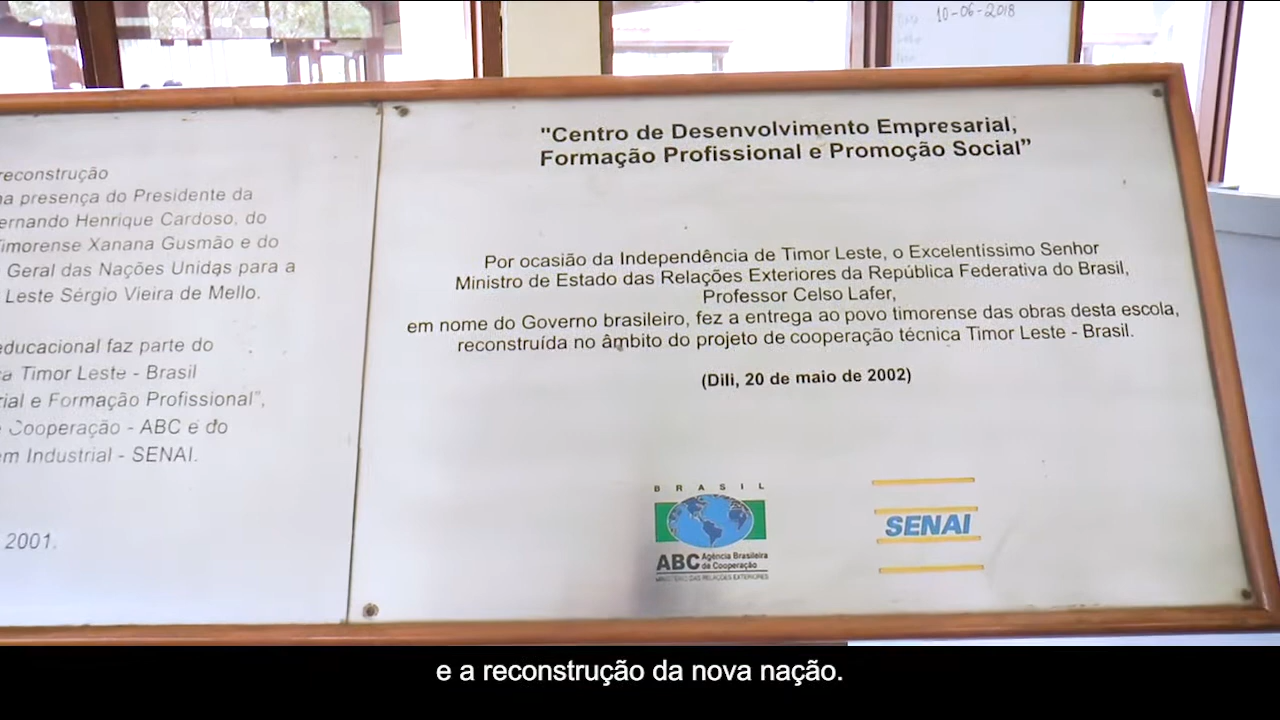 10-06-2018
reconstrução
na presença do Presidente da
ernando Henrique Cardoso, do
Timorense Xanana Gusmão e do
Geral das Nações Unidas para a
Leste Sérgio Vieira de Mello.
educacional faz parte do
a Timor Leste - Brasil
rial e Formação Profissional",
Cooperação - ABC e do
em Industrial - SENAI.
2001.
"Centro de Desenvolvimento Empresarial,
Formação Profissional e Promoção Social”
Por ocasião da Independência de Timor Leste, o Excelentissimo Senhor
Ministro de Estado das Relações Exteriores da República Federativa do Brasil,
Professor Celso Lafer,
em nome do Governo brasileiro, fez a entrega ao povo timorense das obras desta escola,
reconstruída no âmbito do projeto de cooperação técnica Timor Leste - Brasil.
(Dili, 20 de maio de 2002)
BRASIL
ABC Agência Brasileira
de Cooperação
MINISTÉRIO DAS RELAÇÕES EXTERIORES
SENAI
e a reconstrução da nova nação.